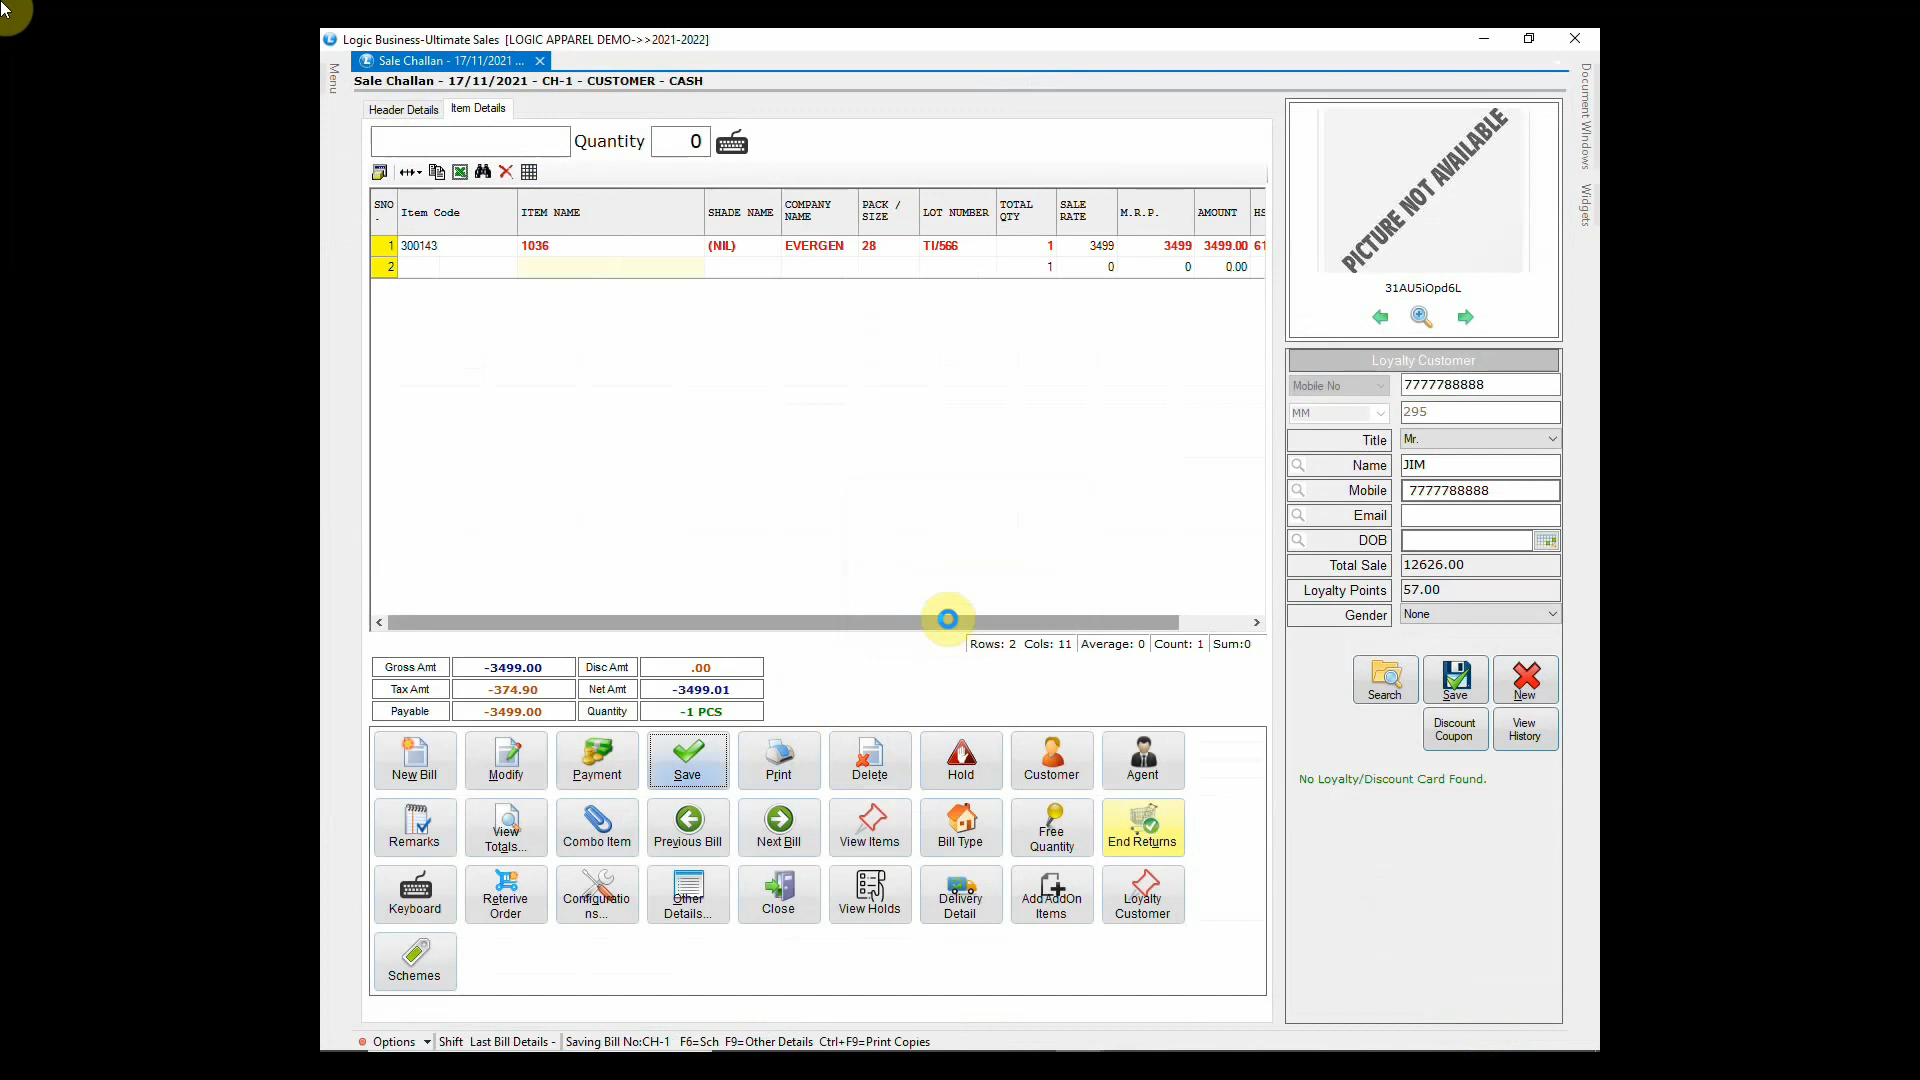 Logic Business-Ultimate Sales [LOGIC APPAREL DEMO->>2021-2022]
Menu
Sale Challan - 17/11/2021 ...
Document Windows
Widgets
Sale Challan - 17/11/2021 - CH-1 - CUSTOMER - CASH
Header Details Item Details
Quantity 0
SNO - Item Code ITEM NAME SHADE NAME COMPANY NAME PACK / SIZE LOT NUMBER TOTAL QTY SALE RATE M.R.P. AMOUNT HS
1 300143 1036 (NIL) EVERGEN 28 TI/566 1 3499 3499 3499.00 61
2 1 0 0 0.00
Rows: 2 Cols: 11 Average: 0 Count: 1 Sum:0
Gross Amt -3499.00 Disc Amt .00
Tax Amt -374.90 Net Amt -3499.01
Payable -3499.00 Quantity -1 PCS
New Bill Modify Payment Save Print Delete Hold Customer Agent
Remarks View Totals... Combo Item Previous Bill Next Bill View Items Bill Type Free Quantity End Returns
Keyboard Reterive Order Configuratio ns... Other Details... Close View Holds Delivery Detail Add AddOn Items Loyalty Customer
Schemes
Options Shift Last Bill Details - Saving Bill No:CH-1 F6=Sch F9=Other Details Ctrl+F9=Print Copies
PICTURE NOT AVAILABLE
31AU5iOpd6L
Loyalty Customer
Mobile No 7777788888
MM 295
Title Mr.
Name JIM
Mobile 7777788888
Email
DOB
Total Sale 12626.00
Loyalty Points 57.00
Gender None
Search Save New
Discount Coupon View History
No Loyalty/Discount Card Found.